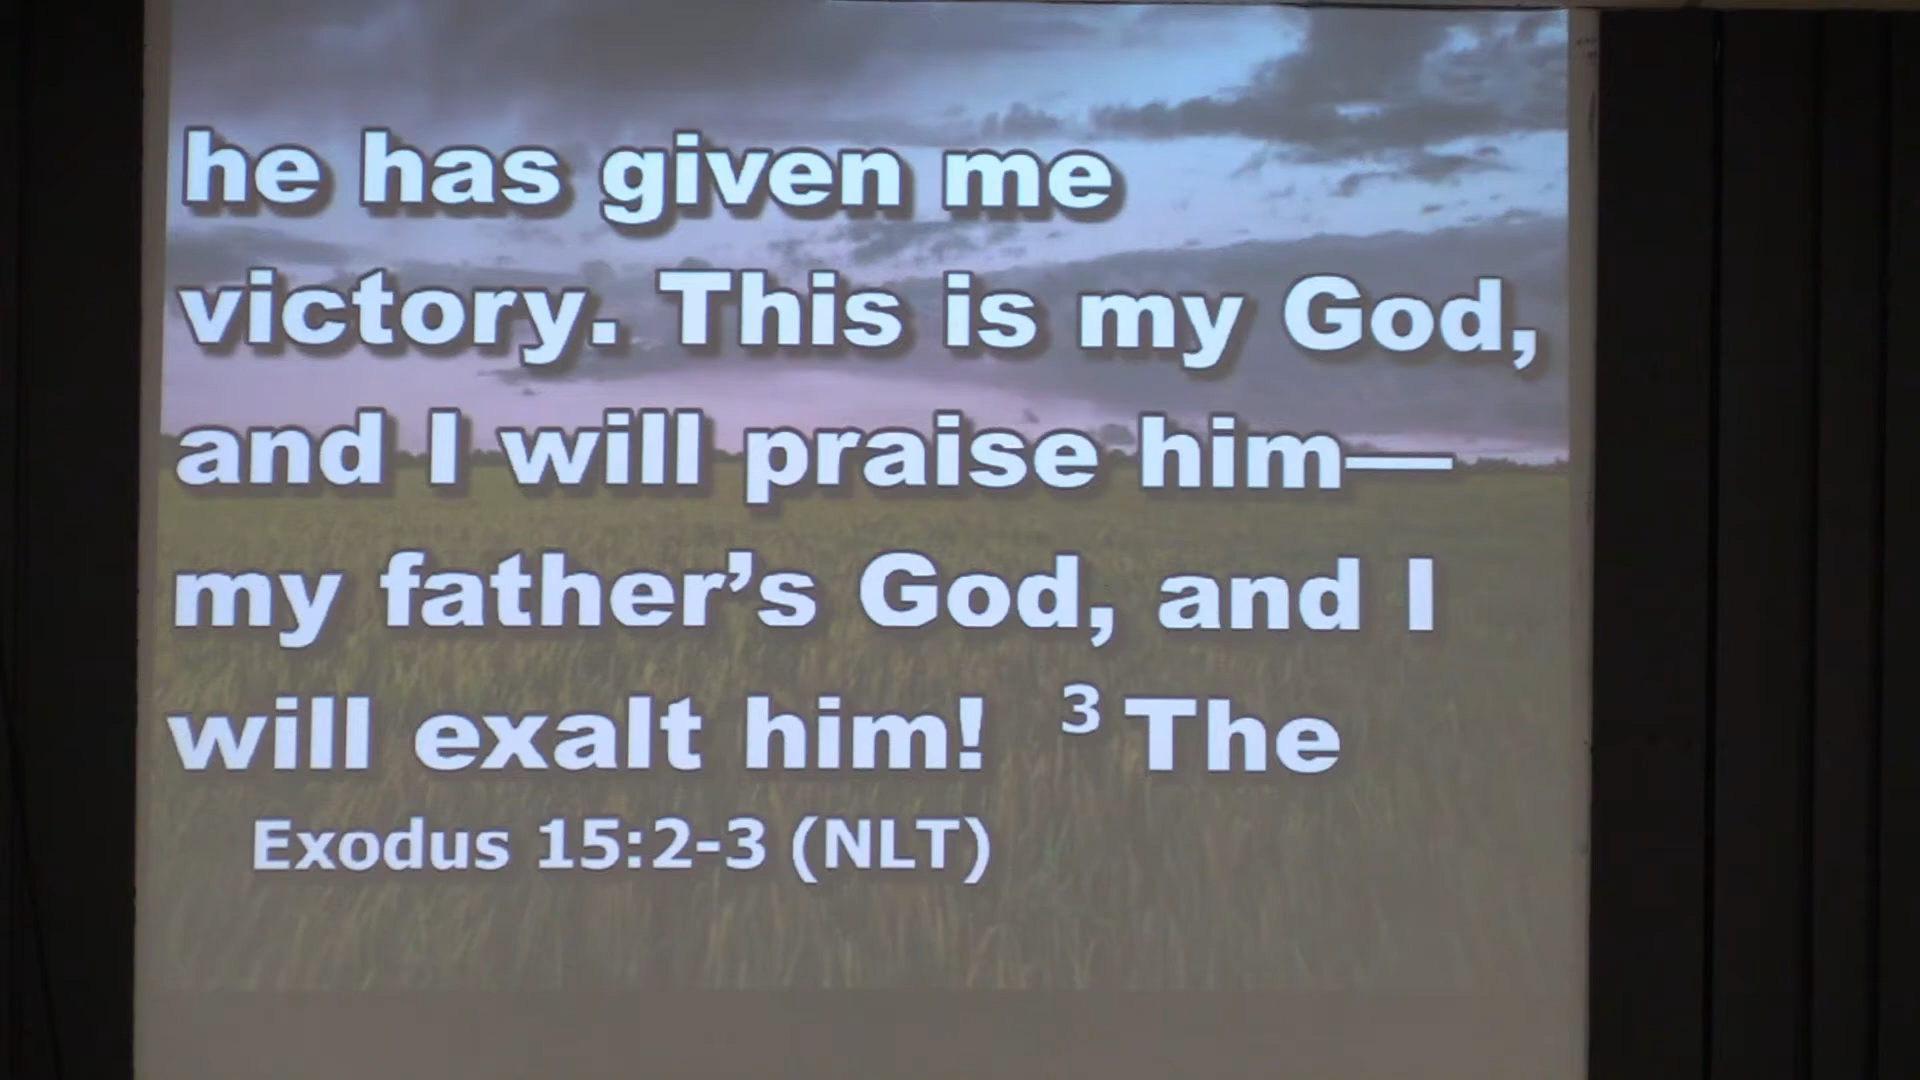 he has given me
victory. This is my God,
and I will praise him—
my father’s God, and I
will exalt him! ³ The
Exodus 15:2-3 (NLT)